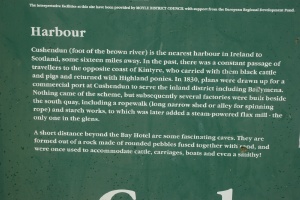 The interpretative facilities at this site have been provided by MOYLE DISTRICT COUNCIL with support from the European Regional Development Fund
Harbour
Cushendun (foot of the brown river) is the nearest harbour in Ireland to
Scotland, some sixteen miles away. In the past, there was a constant passage of
travellers to the opposite coast of Kintyre, who carried with them black cattle
and pigs and returned with Highland ponies. In 1830, plans were drawn up for a
commercial port at Cushendun to serve the inland district including Ballymena.
Nothing came of the scheme, but subsequently several factories were built beside
the south quay, including a ropewalk (long narrow shed or alley for spinning
rope) and starch works, to which was later added a steam-powered flax mill - the
only one in the glens.
A short distance beyond the Bay Hotel are some fascinating caves. They are
formed out of a rock made of rounded pebbles fused together with
were once used to accommodate cattle, carriages, boats and even a smithy!